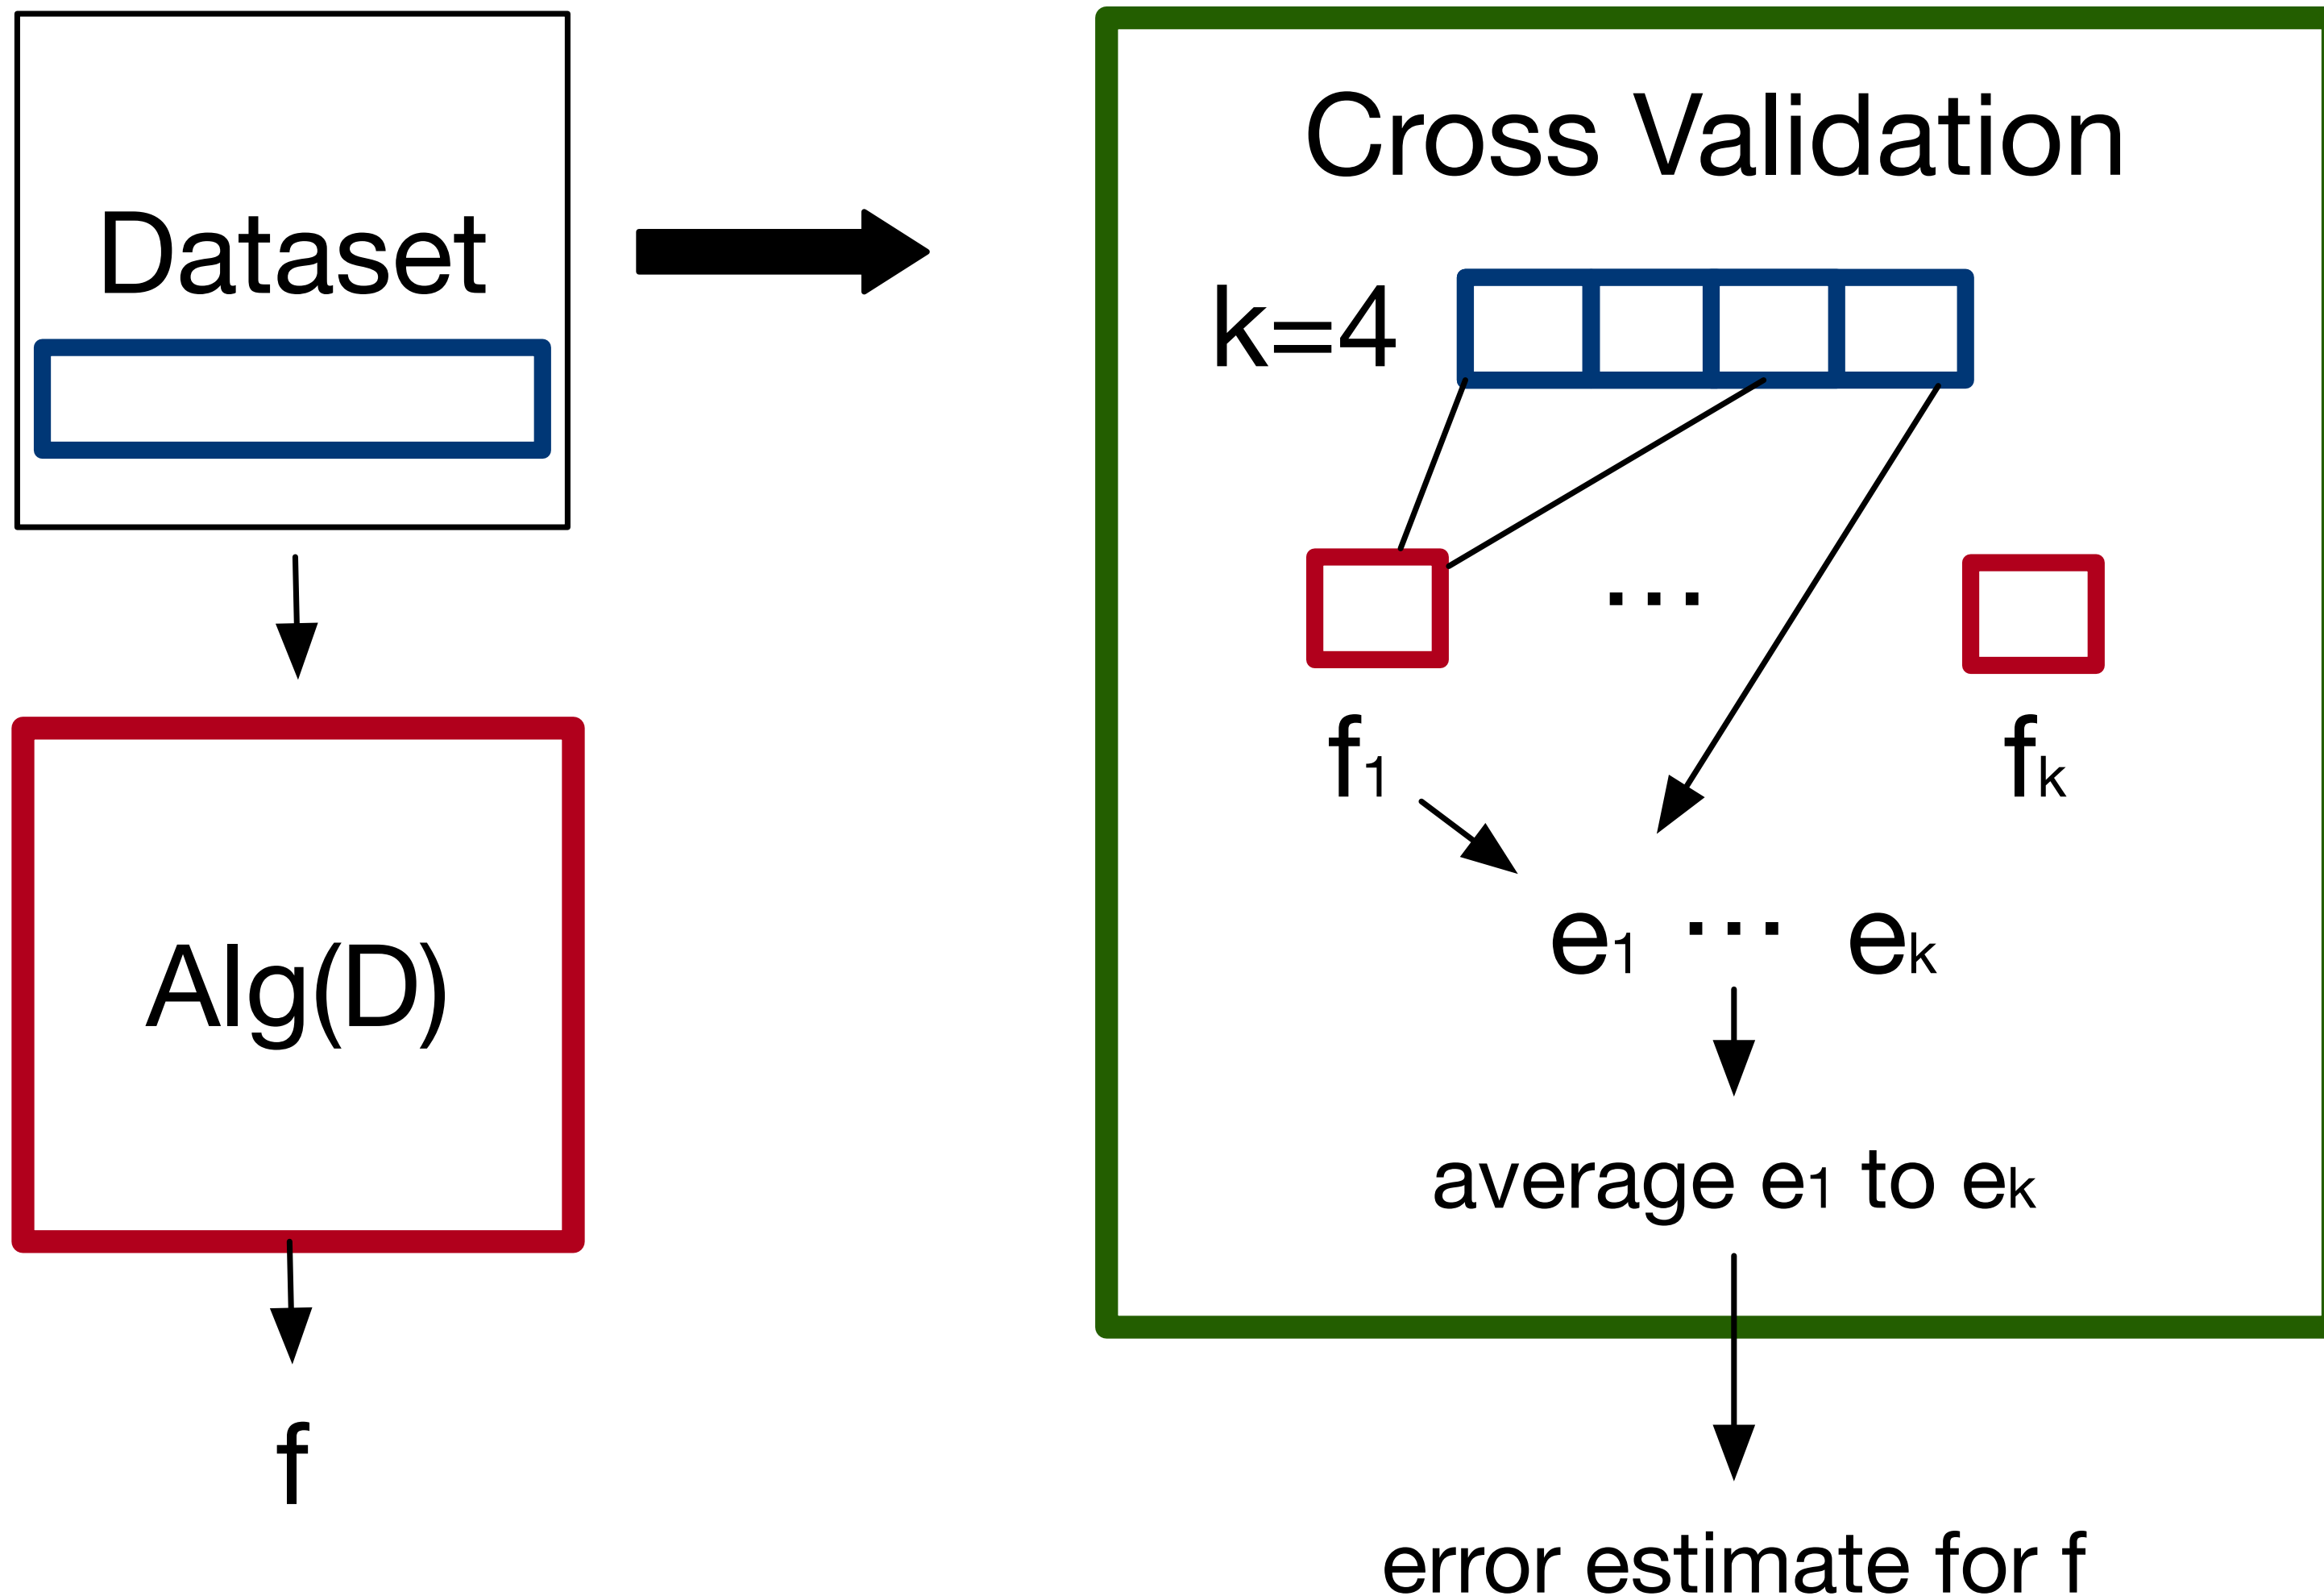 Dataset
Alg(D)
f
Cross Validation
k=4
...
f1
fk
e1 ... ek
average e1 to ek
error estimate for f